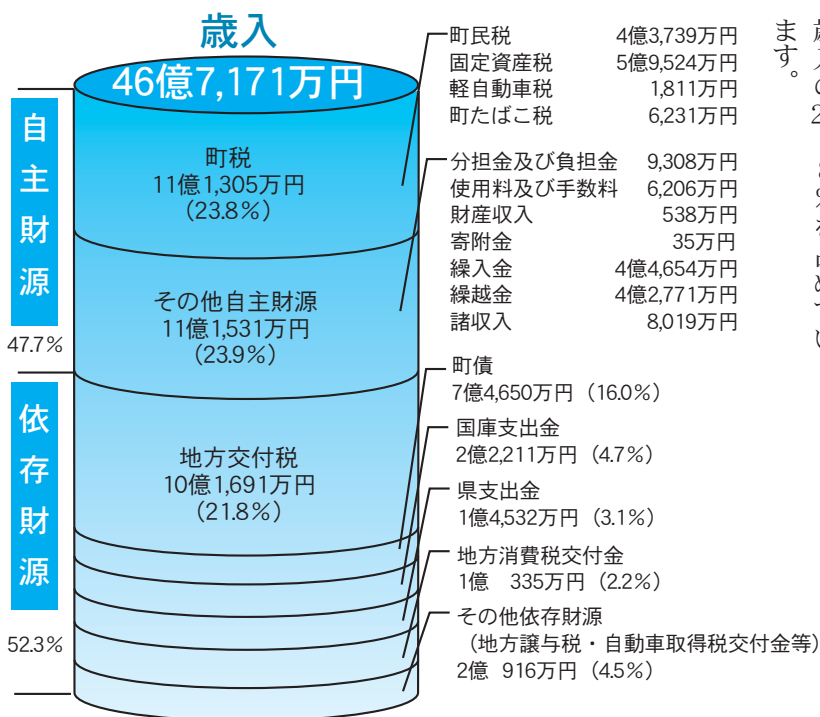 歳入
46億7,171万円
自主財源
47.7%
依存財源
52.3%
町税
11億1,305万円
(23.8%)
その他自主財源
11億1,531万円
(23.9%)
地方交付税
10億1,691万円
(21.8%)
町民税 4億3,739万円
固定資産税 5億9,524万円
軽自動車税 1,811万円
町たばこ税 6,231万円
分担金及び負担金 9,308万円
使用料及び手数料 6,206万円
財産収入 538万円
寄附金 35万円
繰入金 4億4,654万円
繰越金 4億2,771万円
諸収入 8,019万円
町債
7億4,650万円(16.0%)
国庫支出金
2億2,211万円(4.7%)
県支出金
1億4,532万円(3.1%)
地方消費税交付金
1億 335万円(2.2%)
その他依存財源
(地方譲与税・自動車取得税交付金等)
2億 916万円(4.5%)
ます。